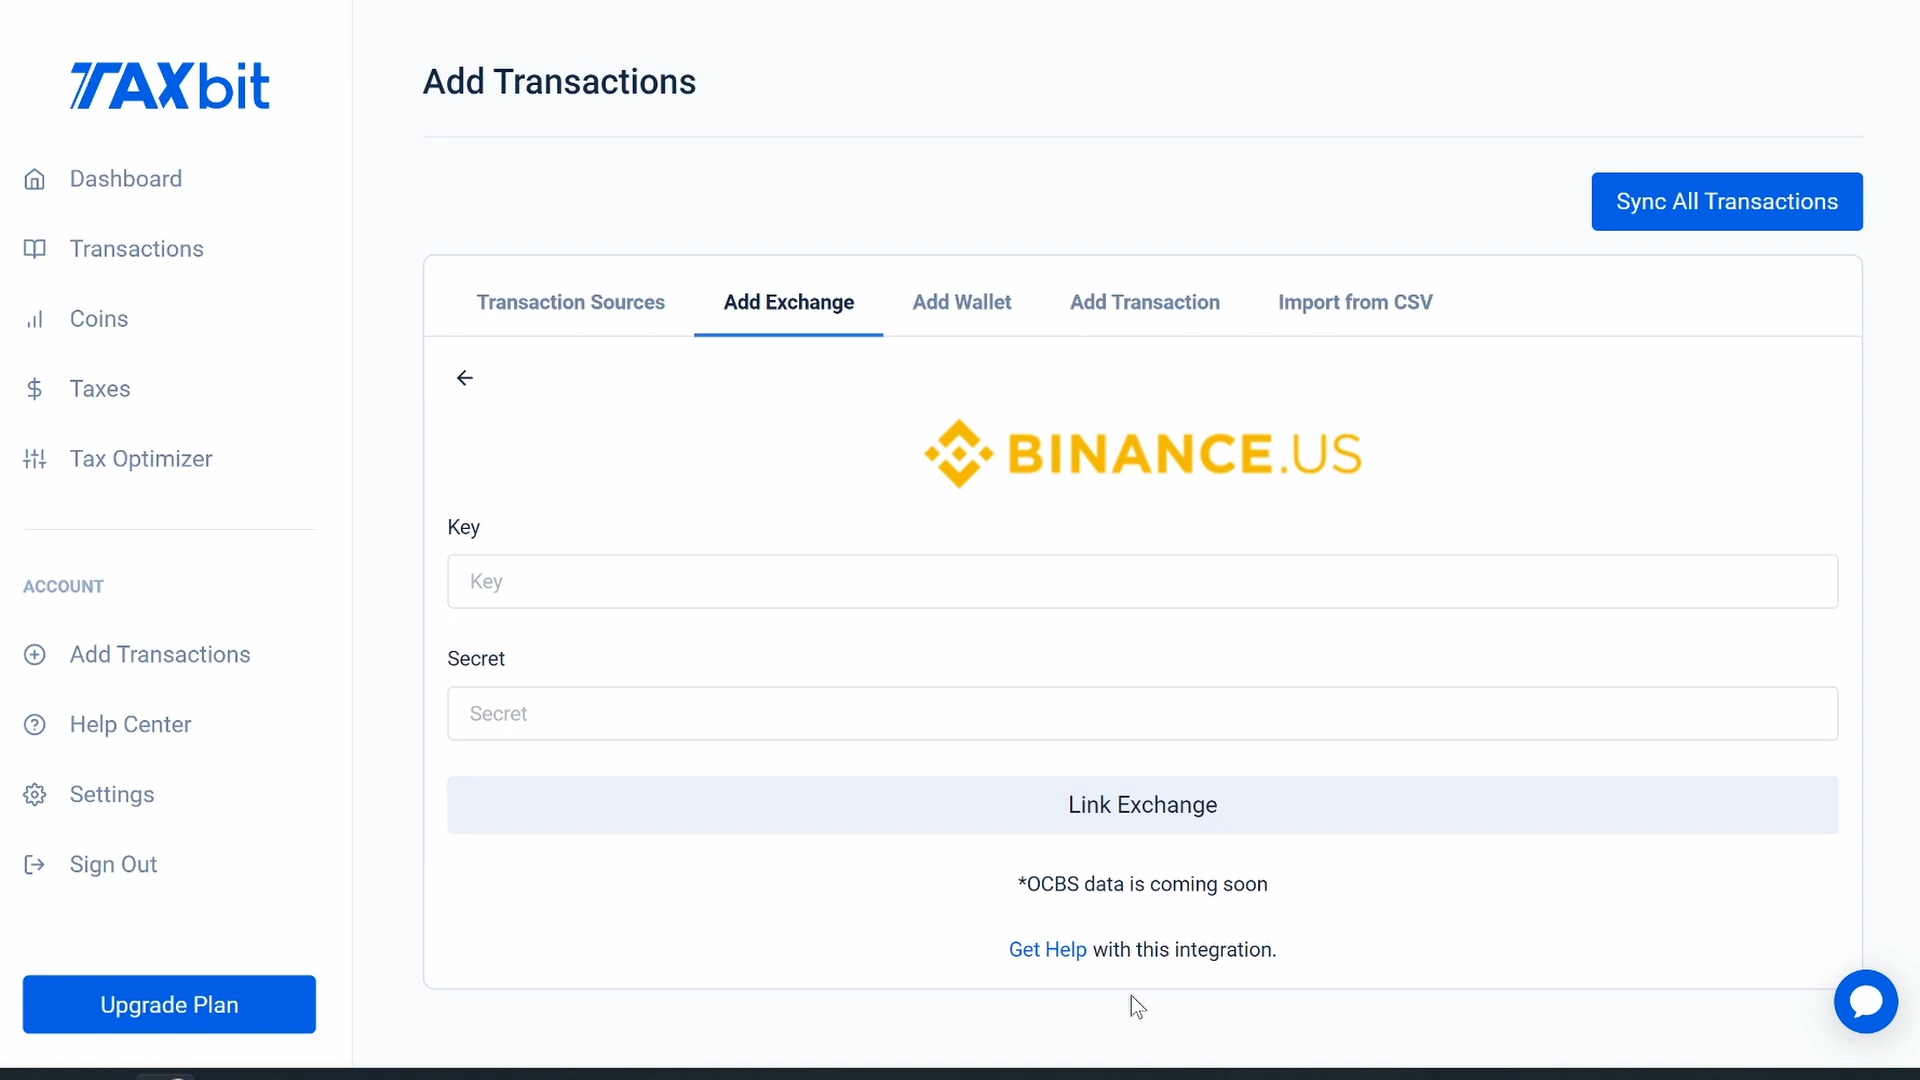 TAXbit
Dashboard
Transactions
Coins
Taxes
Tax Optimizer
ACCOUNT
Add Transactions
Help Center
Settings
Sign Out
Upgrade Plan
Add Transactions
Sync All Transactions
Transaction Sources Add Exchange Add Wallet Add Transaction Import from CSV
BINANCE.US
Key
Key
Secret
Secret
Link Exchange
*OCBS data is coming soon
Get Help with this integration.